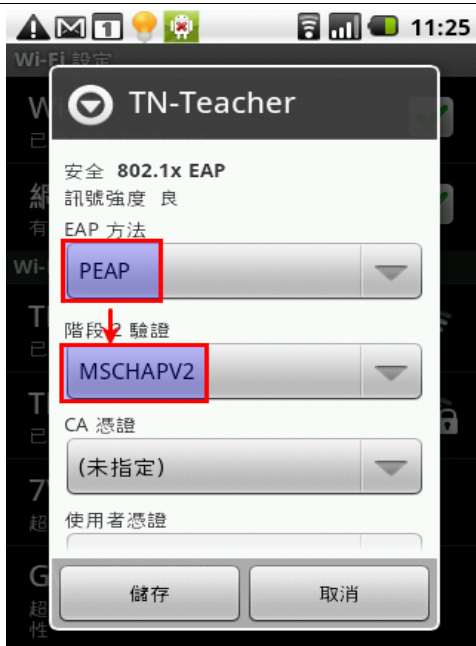 1
11:25
Wi-Fi 設定
TN-Teacher
安全 802.1x EAP
訊號強度 良
EAP 方法
PEAP
階段 2 驗證
MSCHAPV2
CA 憑證
(未指定)
使用者憑證
儲存
取消